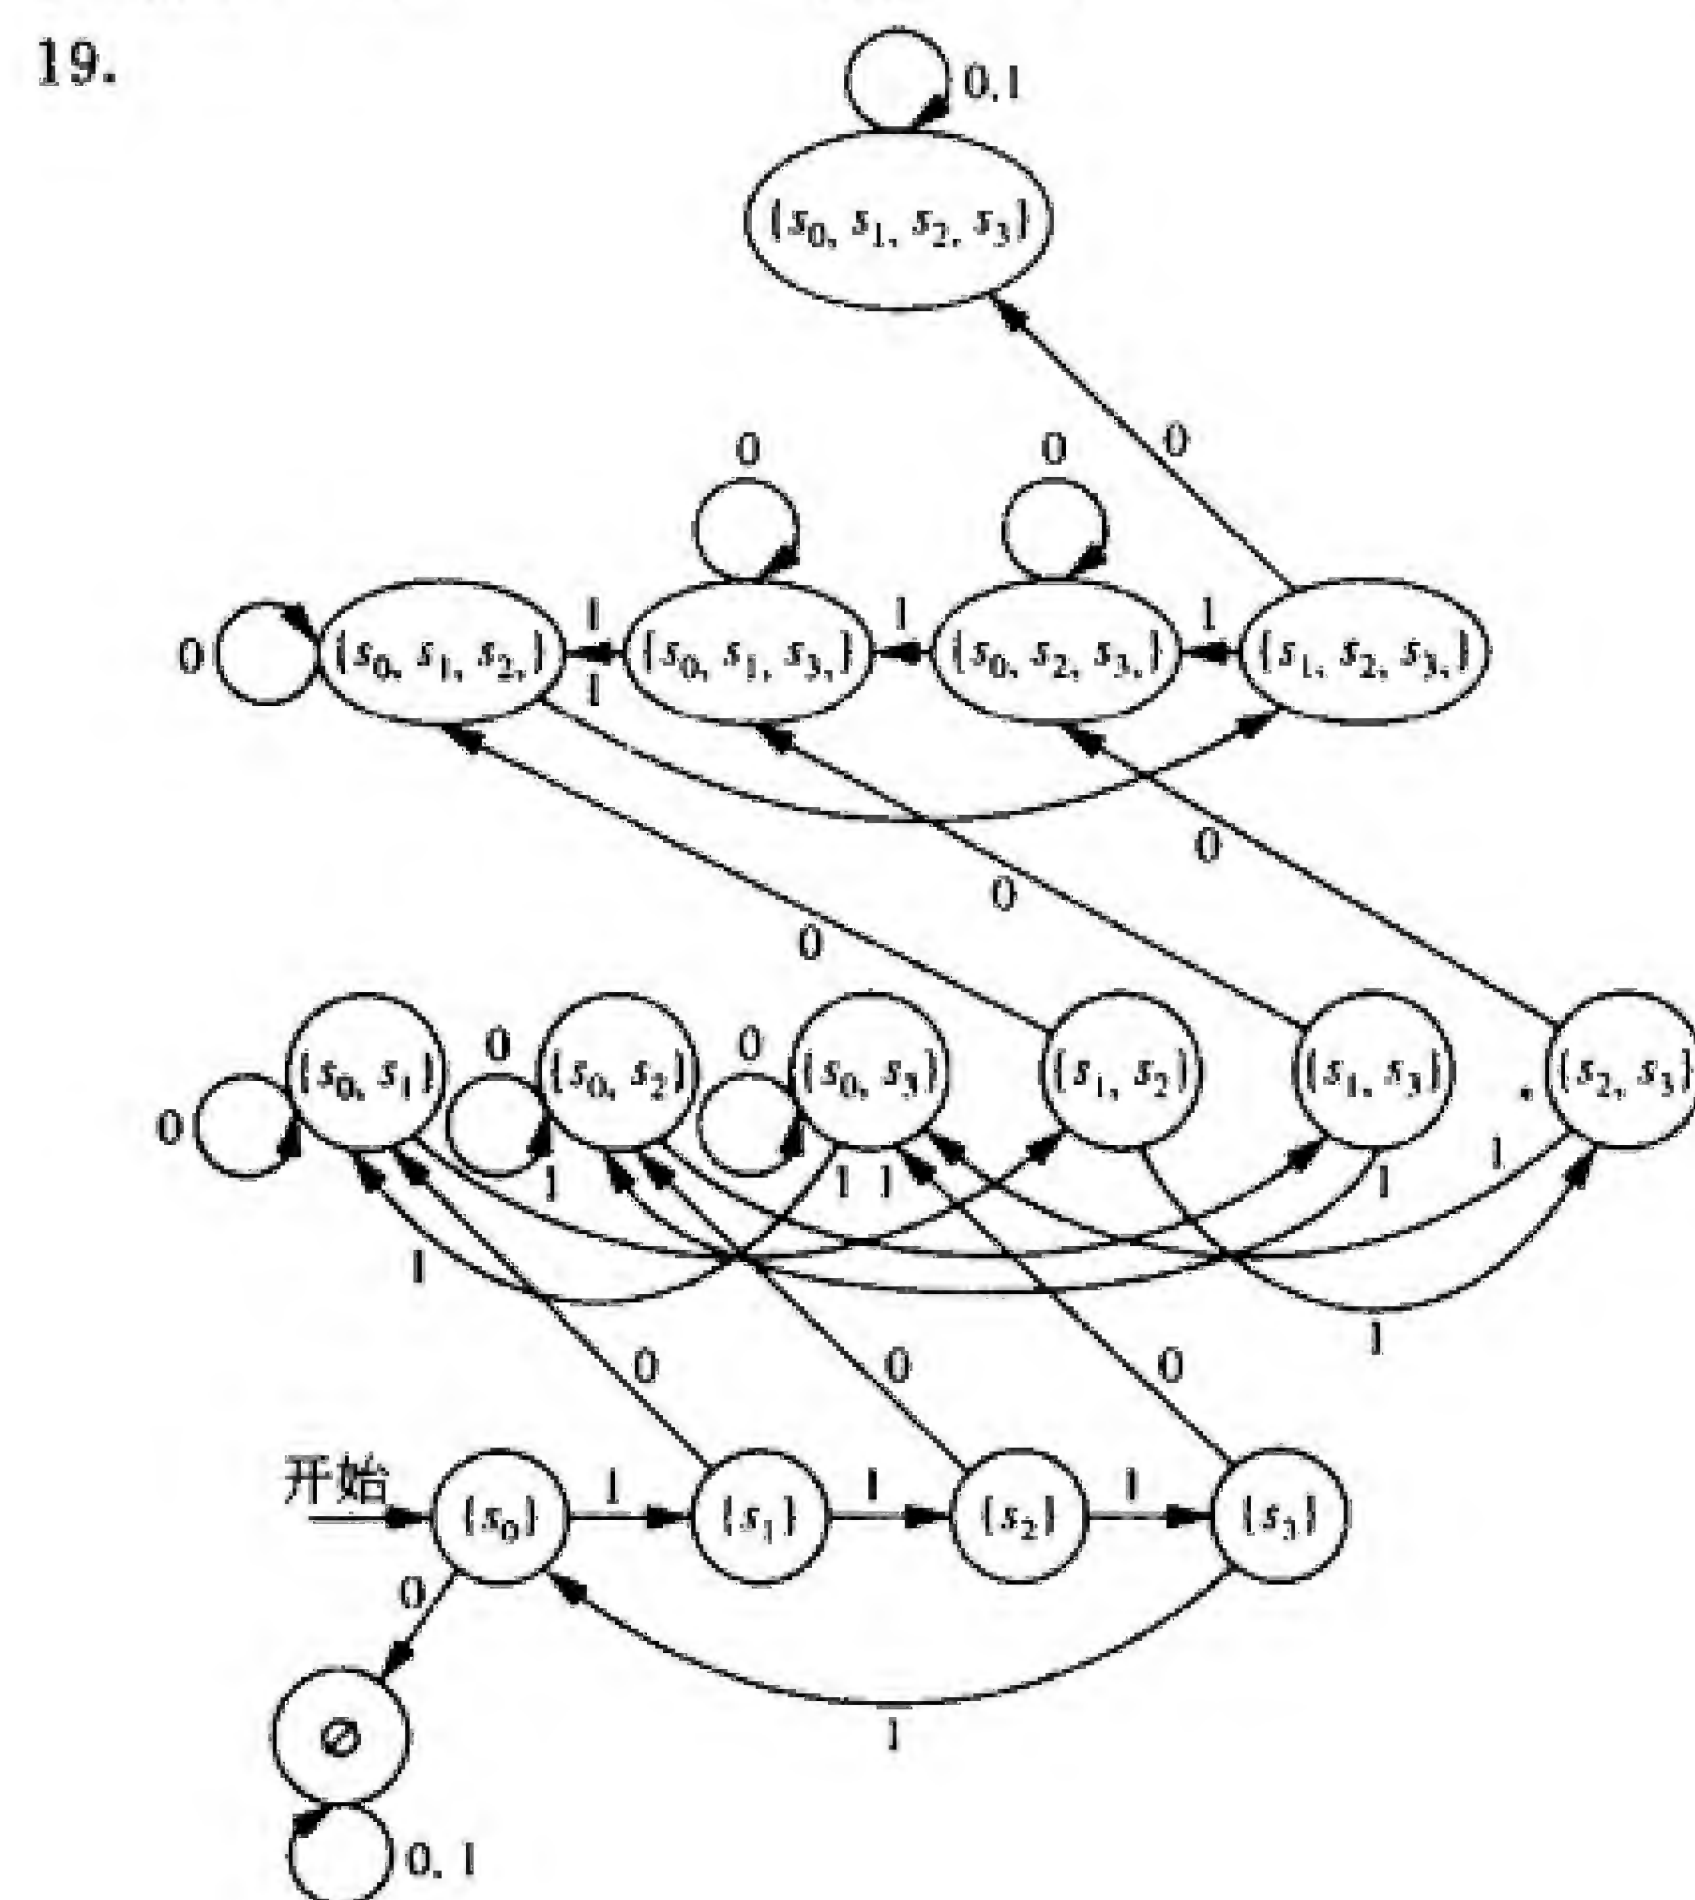 19.
0,1
{s₀, s₁, s₂, s₃}
0
0 0
1 1 1
0 {s₀, s₁, s₂,} {s₀, s₁, s₃,} {s₀, s₂, s₃,} {s₁, s₂, s₃,}
1
0
0
0
0 0
{s₀, s₁} {s₀, s₂} {s₀, s₃} {s₁, s₂} {s₁, s₃} {s₂, s₃}
0
1
1 1 1 1
1
0 0 0
1
开始
1 1 1
{s₀} {s₁} {s₂} {s₃}
0
∅
1
0, 1